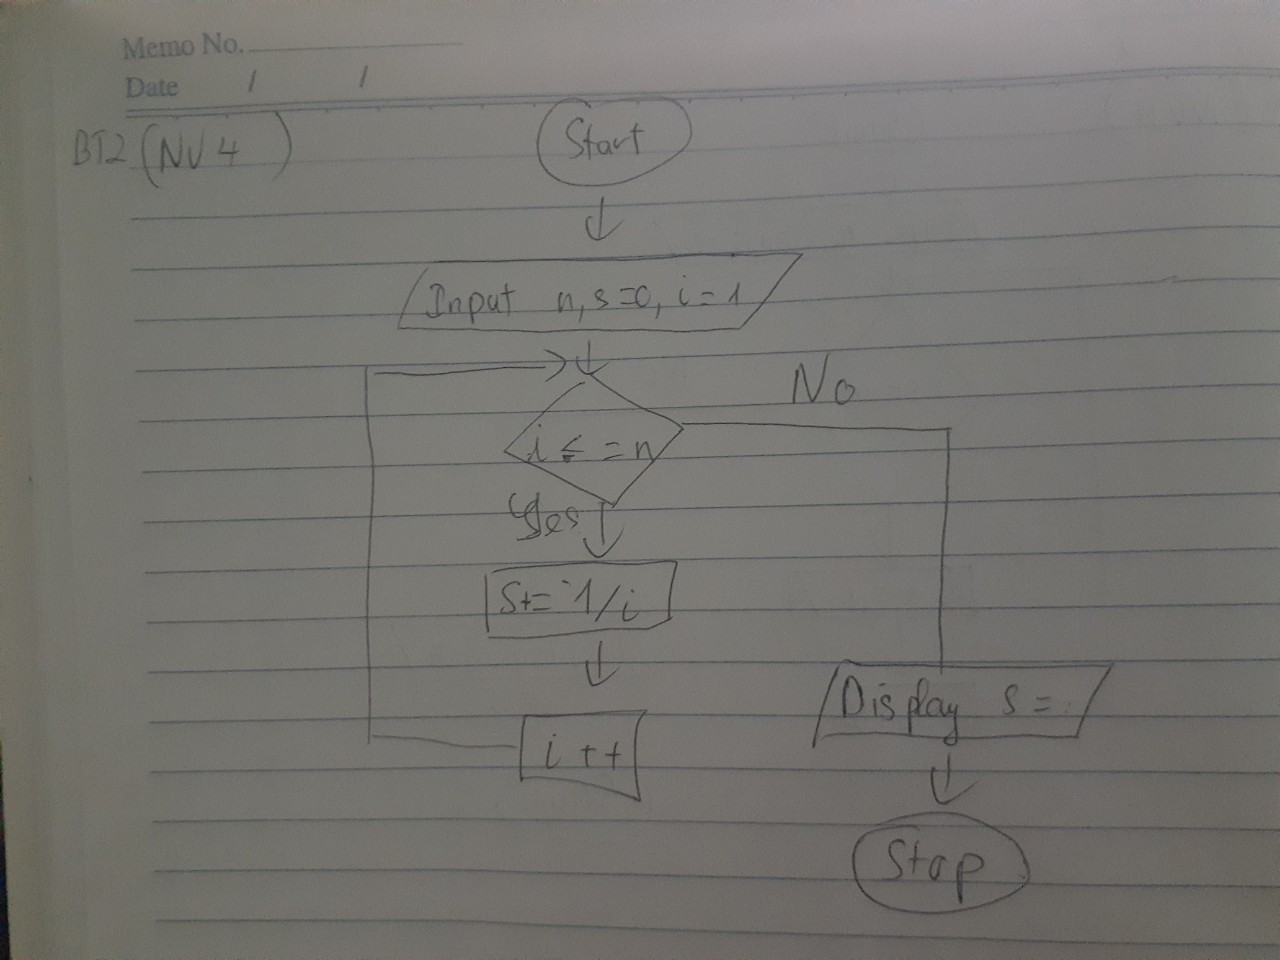 Memo No.
Date / /
BT2 (NV 4)
Start
Input n, s=0, i=1
No
i ≤ = n
Yes
S+= 1/i
Display s =
i ++
Stop